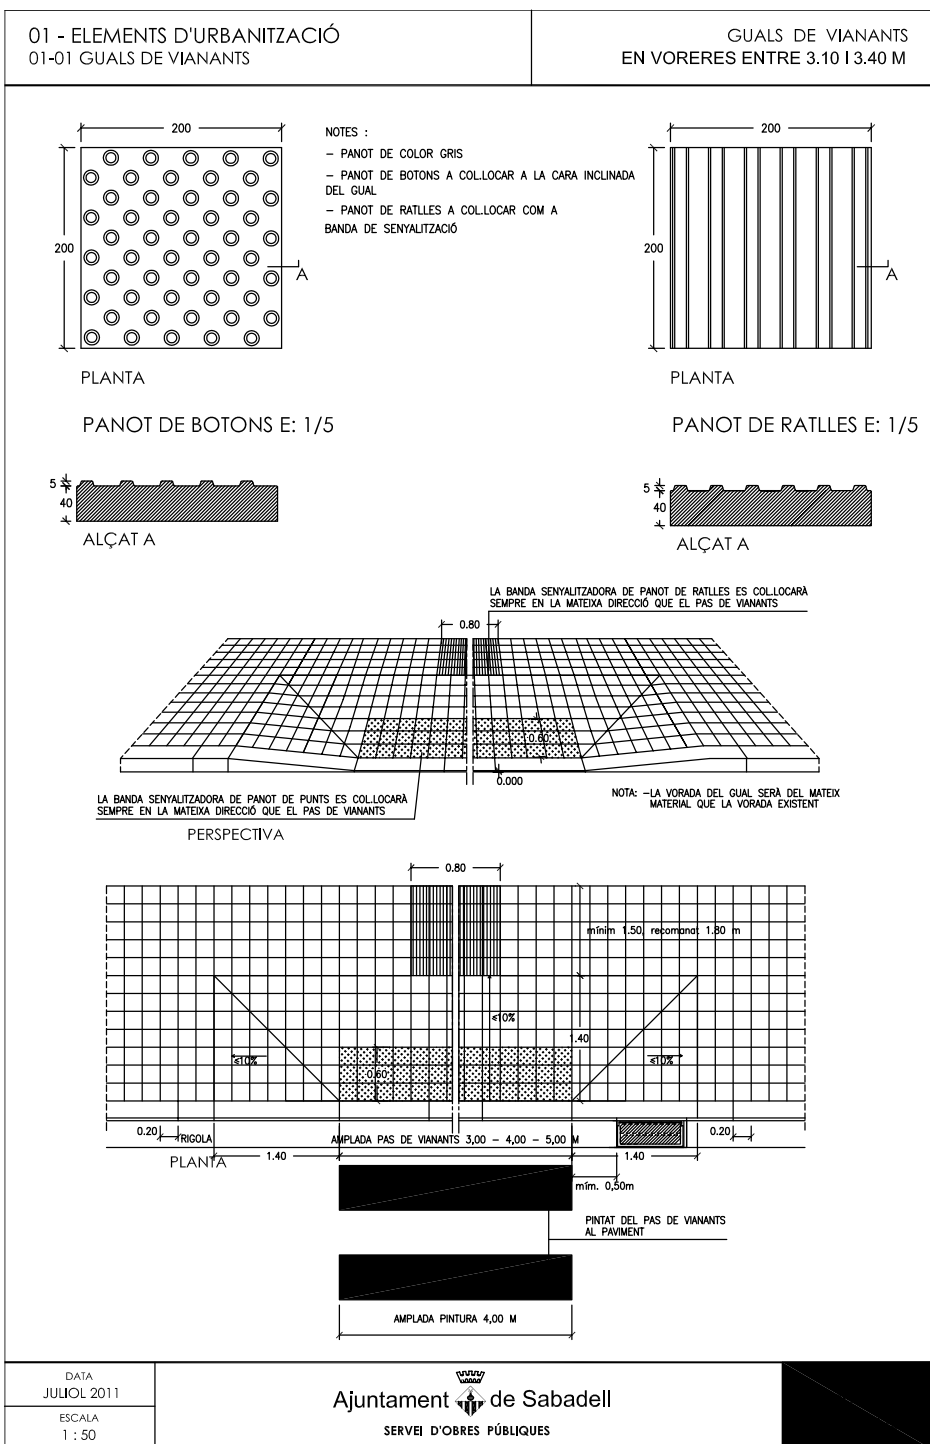 01 - ELEMENTS D'URBANITZACIÓ
01-01 GUALS DE VIANANTS
GUALS DE VIANANTS
EN VORERES ENTRE 3.10 I 3.40 M
200
200
A
PLANTA
PANOT DE BOTONS E: 1/5
NOTES :
- PANOT DE COLOR GRIS
- PANOT DE BOTONS A COL.LOCAR A LA CARA INCLINADA
DEL GUAL
- PANOT DE RATLLES A COL.LOCAR COM A
BANDA DE SENYALITZACIÓ
200
200
A
PLANTA
PANOT DE RATLLES E: 1/5
5
40
ALÇAT A
5
40
ALÇAT A
LA BANDA SENYALITZADORA DE PANOT DE RATLLES ES COL.LOCARÀ
SEMPRE EN LA MATEIXA DIRECCIÓ QUE EL PAS DE VIANANTS
0.80
0.60
0.000
LA BANDA SENYALITZADORA DE PANOT DE PUNTS ES COL.LOCARÀ
SEMPRE EN LA MATEIXA DIRECCIÓ QUE EL PAS DE VIANANTS
NOTA: -LA VORADA DEL GUAL SERÀ DEL MATEIX
MATERIAL QUE LA VORADA EXISTENT
PERSPECTIVA
0.80
mínim 1.50, recomanat 1.80 m
≤10%
1.40
≤10%
≤10%
0.60
0.20
RIGOLA
AMPLADA PAS DE VIANANTS 3,00 - 4,00 - 5,00 M
0.20
PLANTA
1.40
1.40
mím. 0,50m
PINTAT DEL PAS DE VIANANTS
AL PAVIMENT
AMPLADA PINTURA 4,00 M
DATA
JULIOL 2011
ESCALA
1 : 50
Ajuntament de Sabadell
SERVEI D'OBRES PÚBLIQUES